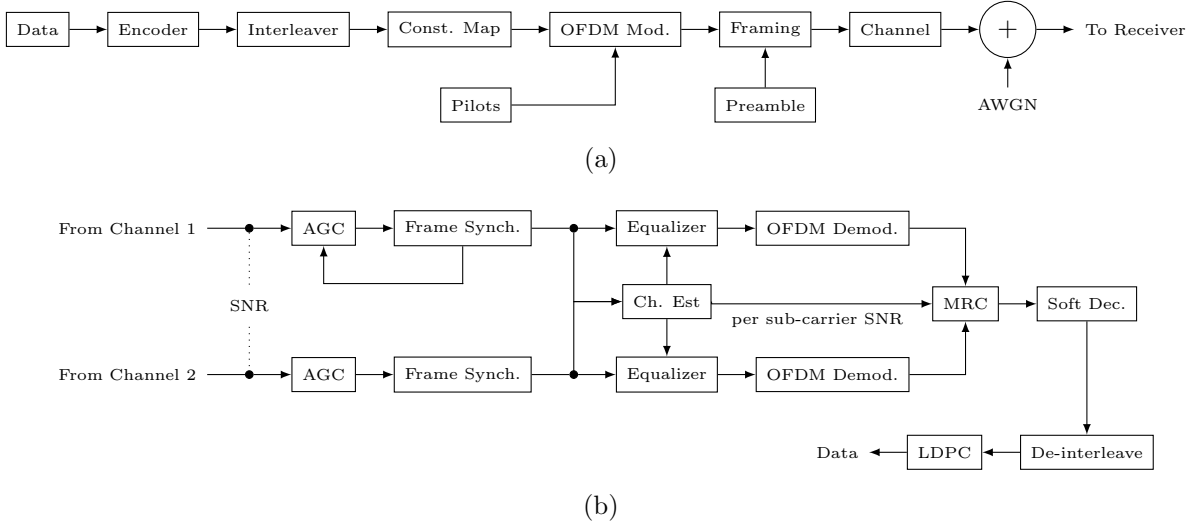 Data
Encoder
Interleaver
Const. Map
OFDM Mod.
Framing
Channel
+
To Receiver
Pilots
Preamble
AWGN
(a)
From Channel 1
AGC
Frame Synch.
Equalizer
OFDM Demod.
SNR
Ch. Est
per sub-carrier SNR
MRC
Soft Dec.
From Channel 2
AGC
Frame Synch.
Equalizer
OFDM Demod.
Data
LDPC
De-interleave
(b)